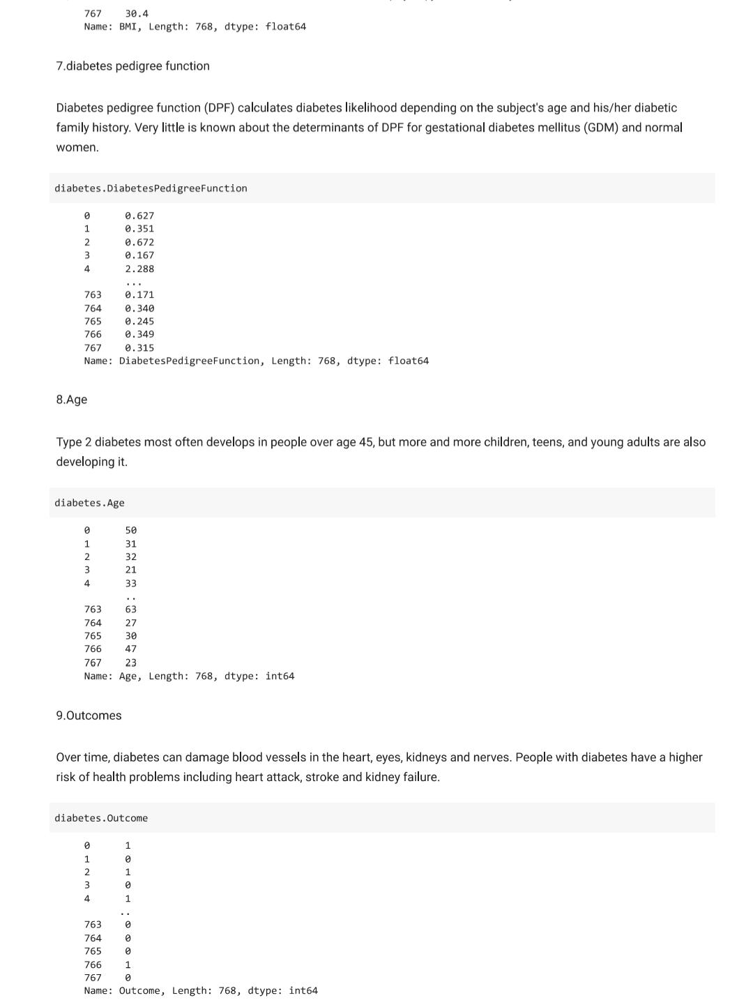 767    30.4
Name: BMI, Length: 768, dtype: float64
7.diabetes pedigree function
Diabetes pedigree function (DPF) calculates diabetes likelihood depending on the subject's age and his/her diabetic
family history. Very little is known about the determinants of DPF for gestational diabetes mellitus (GDM) and normal
women.
diabetes.DiabetesPedigreeFunction
0      0.627
1      0.351
2      0.672
3      0.167
4      2.288
...
763    0.171
764    0.340
765    0.245
766    0.349
767    0.315
Name: DiabetesPedigreeFunction, Length: 768, dtype: float64
8.Age
Type 2 diabetes most often develops in people over age 45, but more and more children, teens, and young adults are also
developing it.
diabetes.Age
0      50
1      31
2      32
3      21
4      33
..
763    63
764    27
765    30
766    47
767    23
Name: Age, Length: 768, dtype: int64
9.Outcomes
Over time, diabetes can damage blood vessels in the heart, eyes, kidneys and nerves. People with diabetes have a higher
risk of health problems including heart attack, stroke and kidney failure.
diabetes.Outcome
0      1
1      0
2      1
3      0
4      1
..
763    0
764    0
765    0
766    1
767    0
Name: Outcome, Length: 768, dtype: int64